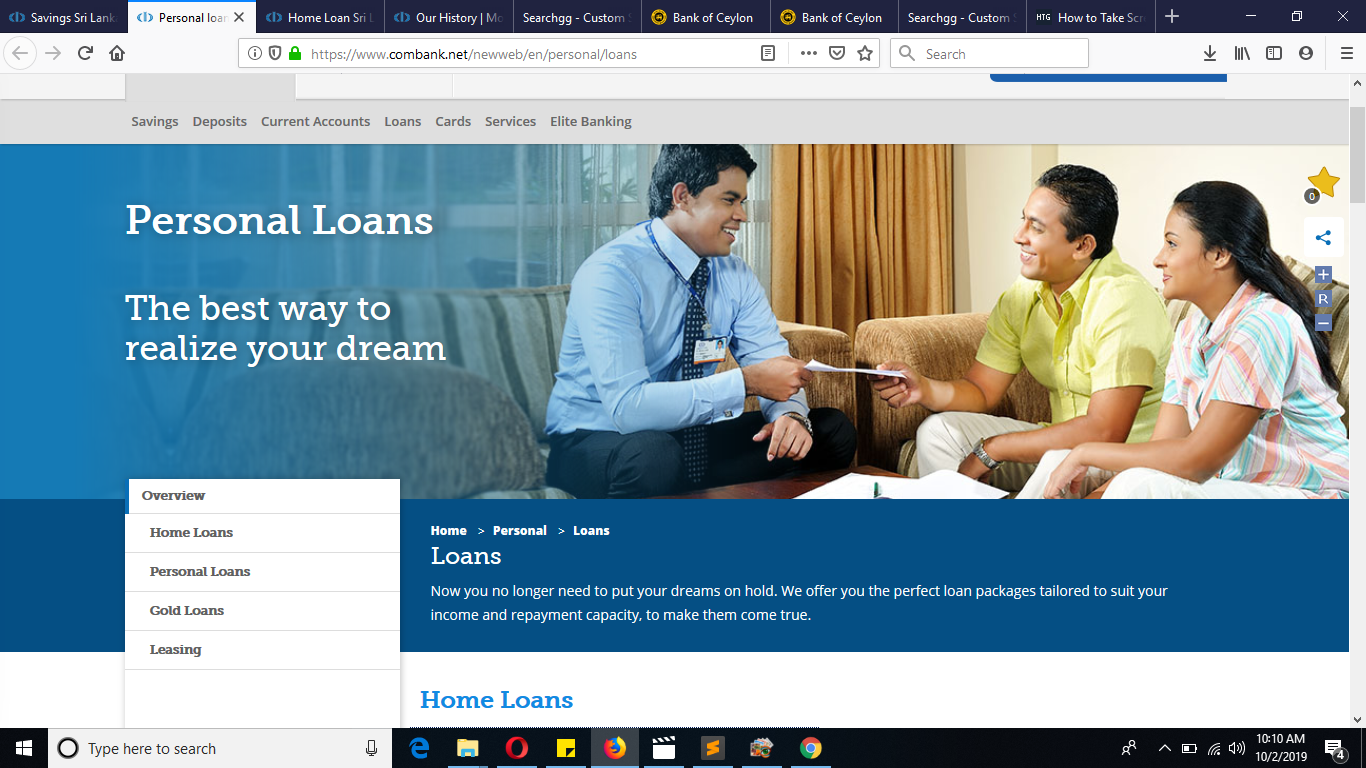 Savings Sri Lank
Personal loan
Home Loan Sri L
Our History | Mo
Searchgg - Custom S
Bank of Ceylon
Bank of Ceylon
Searchgg - Custom S
HTG How to Take Scr
https://www.combank.net/newweb/en/personal/loans
Search
Savings Deposits Current Accounts Loans Cards Services Elite Banking
Personal Loans
The best way to
realize your dream
0
R
Overview
Home Loans
Personal Loans
Gold Loans
Leasing
Home > Personal > Loans
Loans
Now you no longer need to put your dreams on hold. We offer you the perfect loan packages tailored to suit your
income and repayment capacity, to make them come true.
Home Loans
Type here to search
10:10 AM
10/2/2019
4